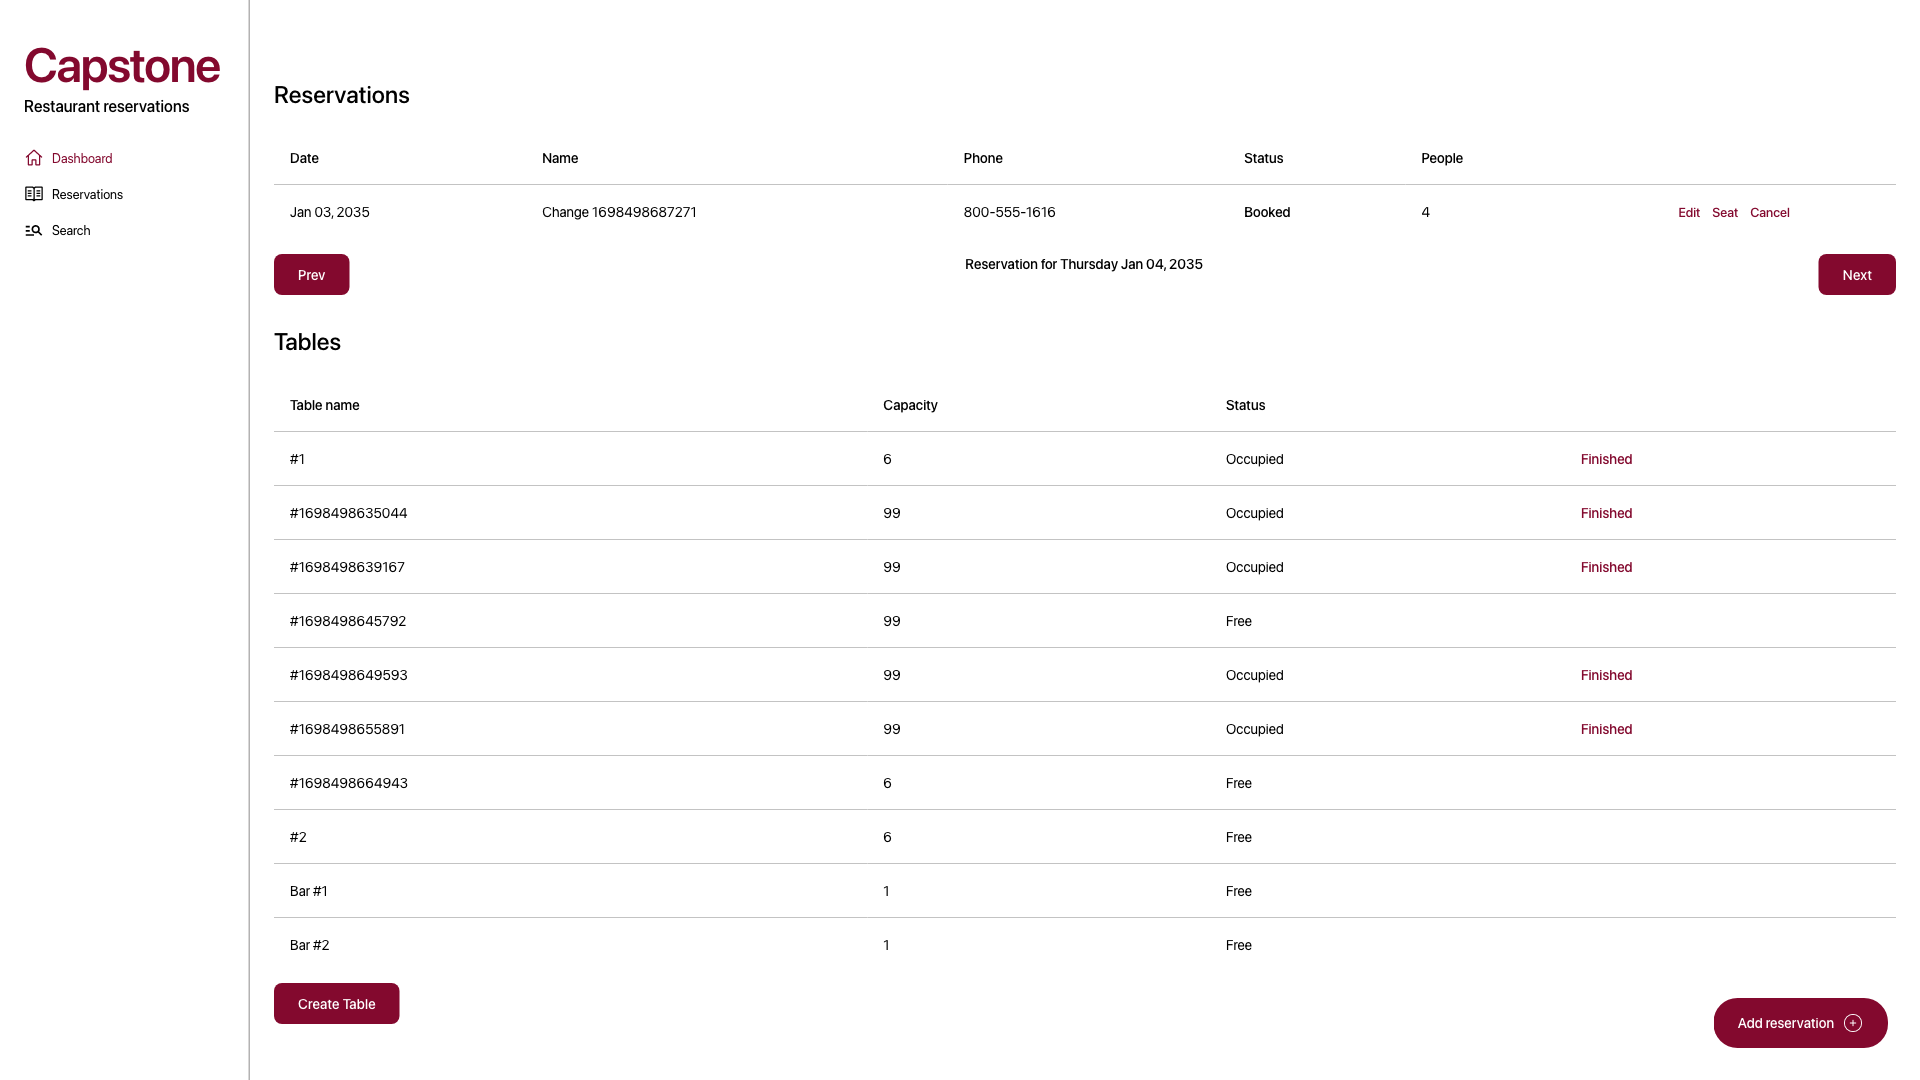 Capstone
Restaurant reservations
Dashboard
Reservations
Search
Reservations
Date Name Phone Status People
Jan 03, 2035 Change 1698498687271 800-555-1616 Booked 4 Edit Seat Cancel
Prev Reservation for Thursday Jan 04, 2035 Next
Tables
Table name Capacity Status
#1 6 Occupied Finished
#1698498635044 99 Occupied Finished
#1698498639167 99 Occupied Finished
#1698498645792 99 Free
#1698498649593 99 Occupied Finished
#1698498655891 99 Occupied Finished
#1698498664943 6 Free
#2 6 Free
Bar #1 1 Free
Bar #2 1 Free
Create Table
Add reservation